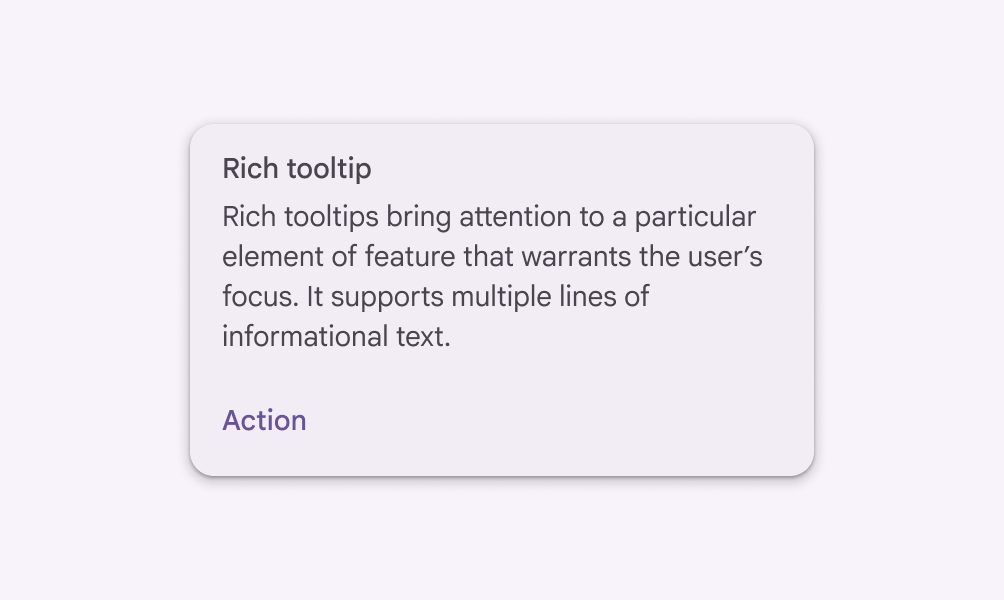 Rich tooltip
Rich tooltips bring attention to a particular
element of feature that warrants the user’s
focus. It supports multiple lines of
informational text.
Action